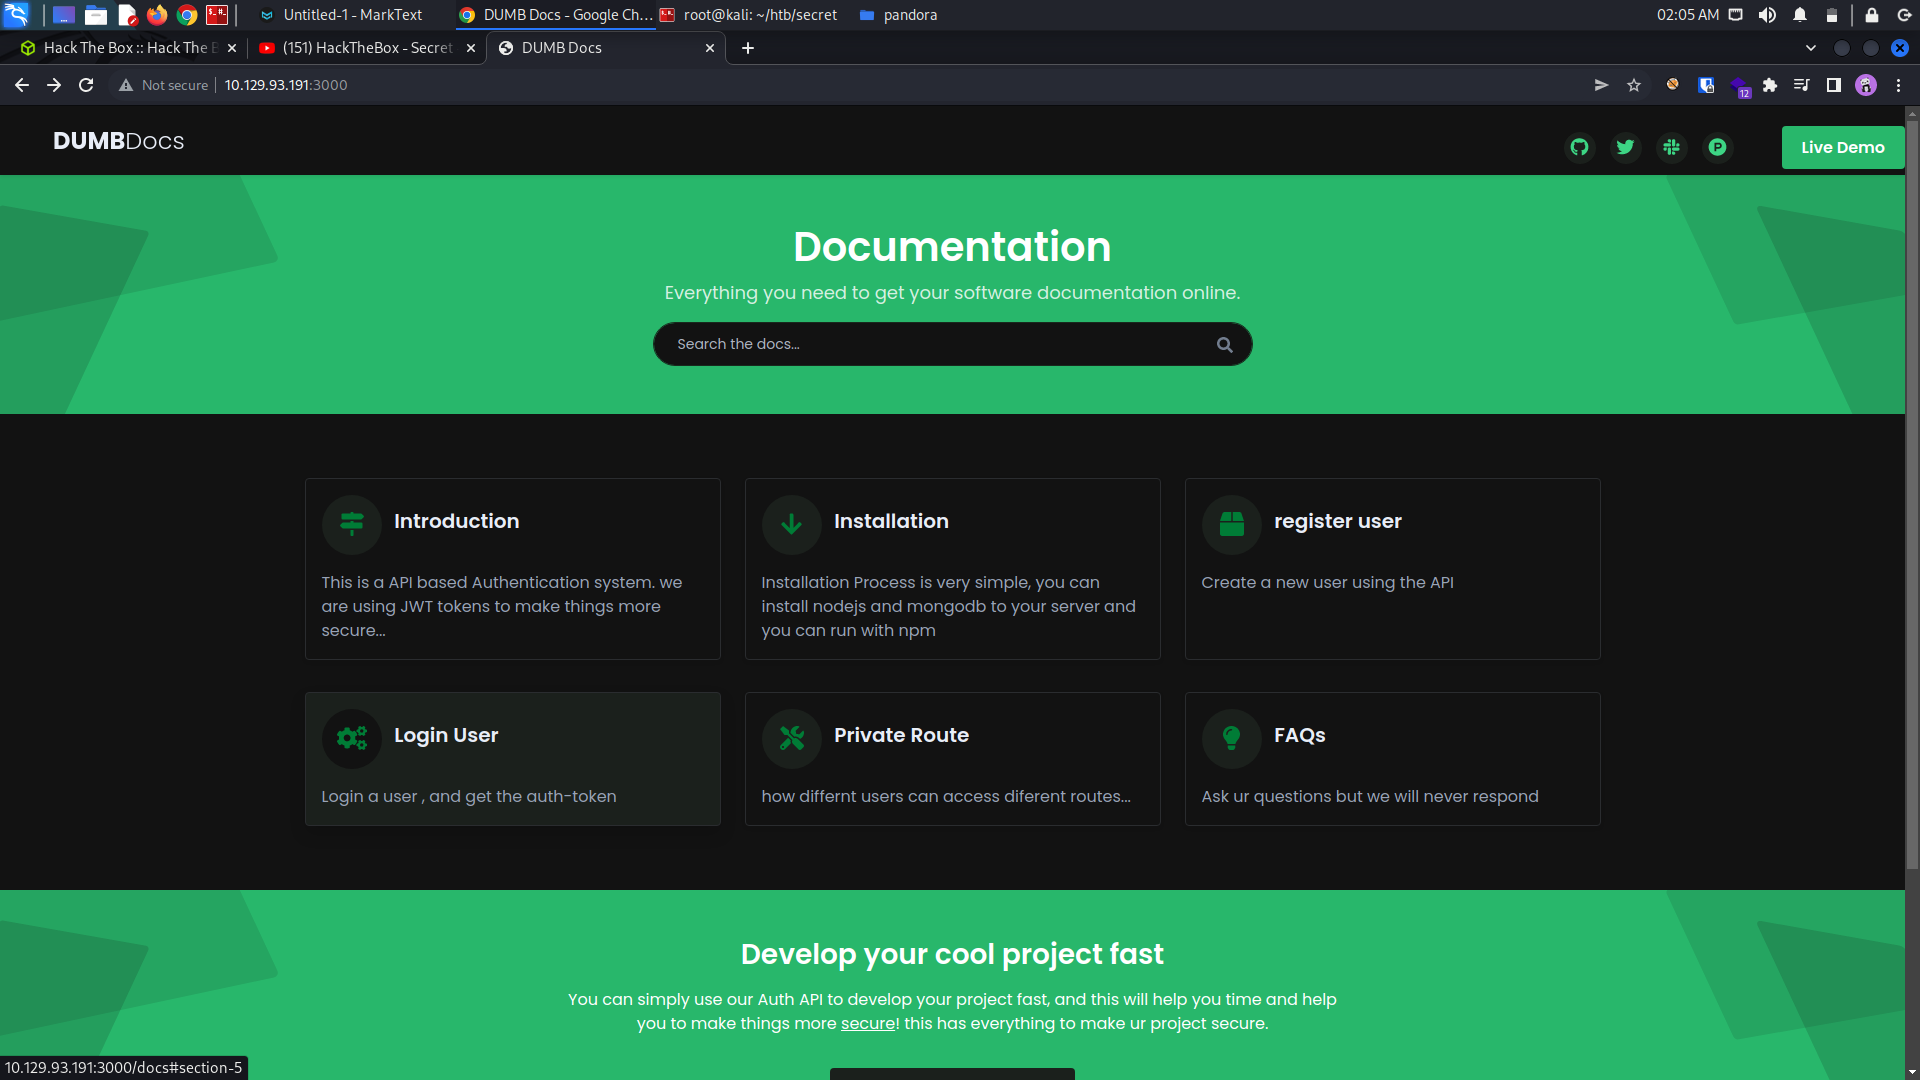 Untitled-1 - MarkText
DUMB Docs - Google Ch...
root@kali: ~/htb/secret
pandora
02:05 AM
Hack The Box :: Hack The B
(151) HackTheBox - Secret
DUMB Docs
Not secure
10.129.93.191:3000
12
DUMBDocs
Live Demo
Documentation
Everything you need to get your software documentation online.
Search the docs...
Introduction
This is a API based Authentication system. we
are using JWT tokens to make things more
secure...
Installation
Installation Process is very simple, you can
install nodejs and mongodb to your server and
you can run with npm
register user
Create a new user using the API
Login User
Login a user , and get the auth-token
Private Route
how differnt users can access diferent routes...
FAQs
Ask ur questions but we will never respond
Develop your cool project fast
You can simply use our Auth API to develop your project fast, and this will help you time and help
you to make things more secure! this has everything to make ur project secure.
10.129.93.191:3000/docs#section-5